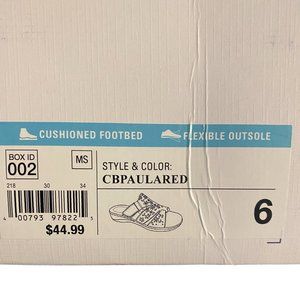 CUSHIONED FOOTBED FLEXIBLE OUTSOLE
BOX ID
002
MS
STYLE & COLOR:
CBPAULARED
218 30 34
4 00793 97822
$44.99
6